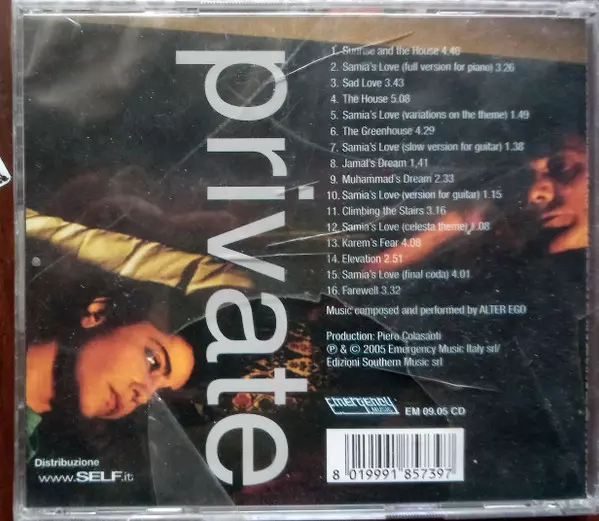 private
1. Sunrise and the House 4.40
2. Samia's Love (full version for piano) 3.26
3. Sad Love 3.43
4. The House 5.08
5. Samia's Love (variations on the theme) 1.49
6. The Greenhouse 4.29
7. Samia's Love (slow version for guitar) 1.38
8. Jamal's Dream 1,41
9. Muhammad's Dream 2.33
10. Samia's Love (version for guitar) 1.15
11. Climbing the Stairs 3.16
12. Samia's Love (celesta theme) 1.08
13. Karem's Fear 4.08
14. Elevation 2.51
15. Samia's Love (final coda) 4.01
16. Farewell 3.32
Music composed and performed by ALTER EGO
Production: Piero Colasanti
℗ & © 2005 Emergency Music Italy srl/
Edizioni Southern Music srl
EMERGENCY
MUSIC
EM 09.05 CD
8 019991 857397
Distribuzione
www.SELF.it